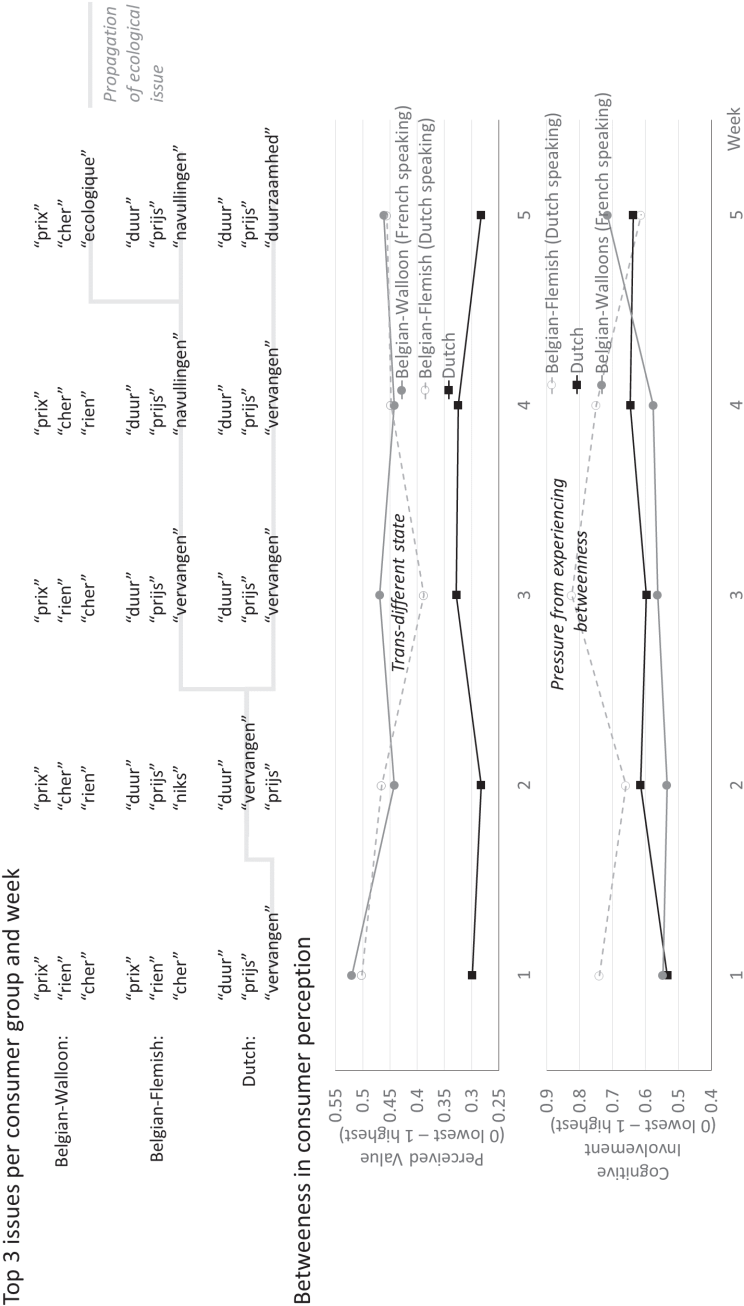 Top 3 issues per consumer group and week
Belgian-Walloon:
“prix”
“rien”
“cher”
“prix”
“cher”
“rien”
“prix”
“rien”
“cher”
“prix”
“cher”
“rien”
“prix”
“cher”
“ecologique”
Propagation
of ecological
issue
Belgian-Flemish:
“prix”
“rien”
“cher”
“duur”
“prijs”
“niks”
“duur”
“prijs”
“vervangen”
“duur”
“prijs”
“navullingen”
“duur”
“prijs”
“navullingen”
Dutch:
“duur”
“prijs”
“vervangen”
“duur”
“vervangen”
“prijs”
“duur”
“prijs”
“vervangen”
“duur”
“prijs”
“vervangen”
“duur”
“prijs”
“duurzaamhed”
Betweeness in consumer perception
Perceived Value
(0 lowest – 1 highest)
0.55
0.5
0.45
0.4
0.35
0.3
0.25
Trans-different state
Belgian-Walloon (French speaking)
Belgian-Flemish (Dutch speaking)
Dutch
1 2 3 4 5
Cognitive
Involvement
(0 lowest – 1 highest)
0.9
0.8
0.7
0.6
0.5
0.4
Pressure from experiencing
betweenness
Belgian-Flemish (Dutch speaking)
Dutch
Belgian-Walloons (French speaking)
1 2 3 4 5
Week